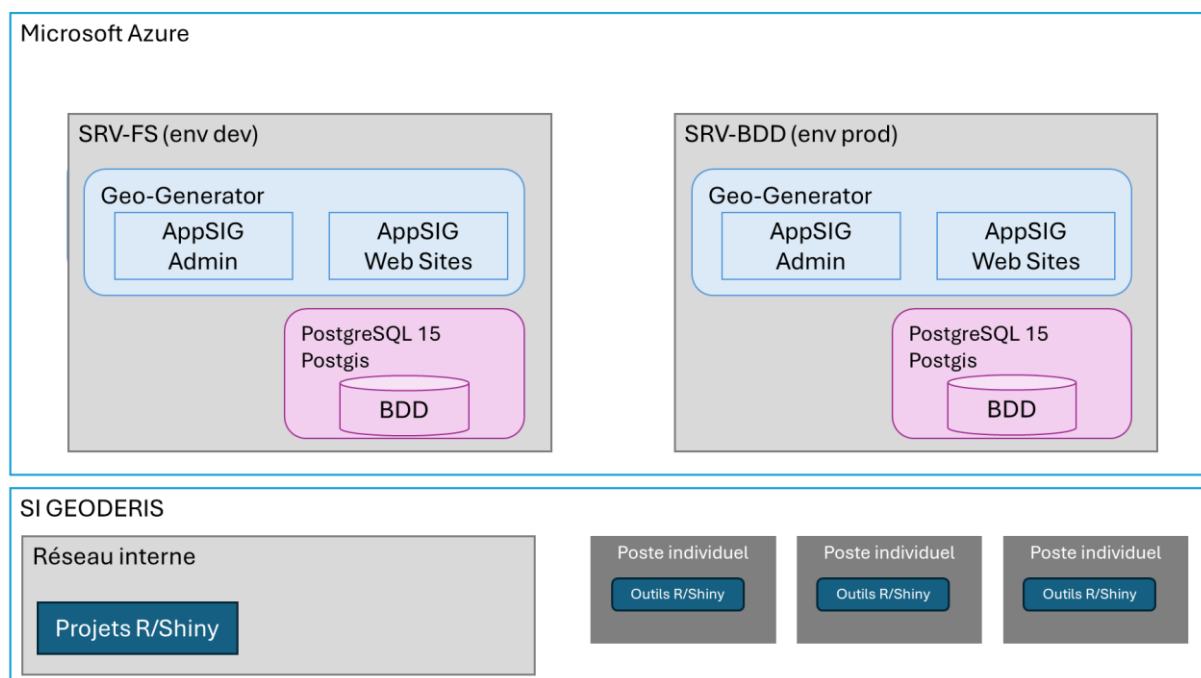 Microsoft Azure
SRV-FS (env dev)
Geo-Generator
AppSIG
Admin
AppSIG
Web Sites
PostgreSQL 15
Postgis
BDD
SRV-BDD (env prod)
Geo-Generator
AppSIG
Admin
AppSIG
Web Sites
PostgreSQL 15
Postgis
BDD
SI GEODERIS
Réseau interne
Projets R/Shiny
Poste individuel
Outils R/Shiny
Poste individuel
Outils R/Shiny
Poste individuel
Outils R/Shiny